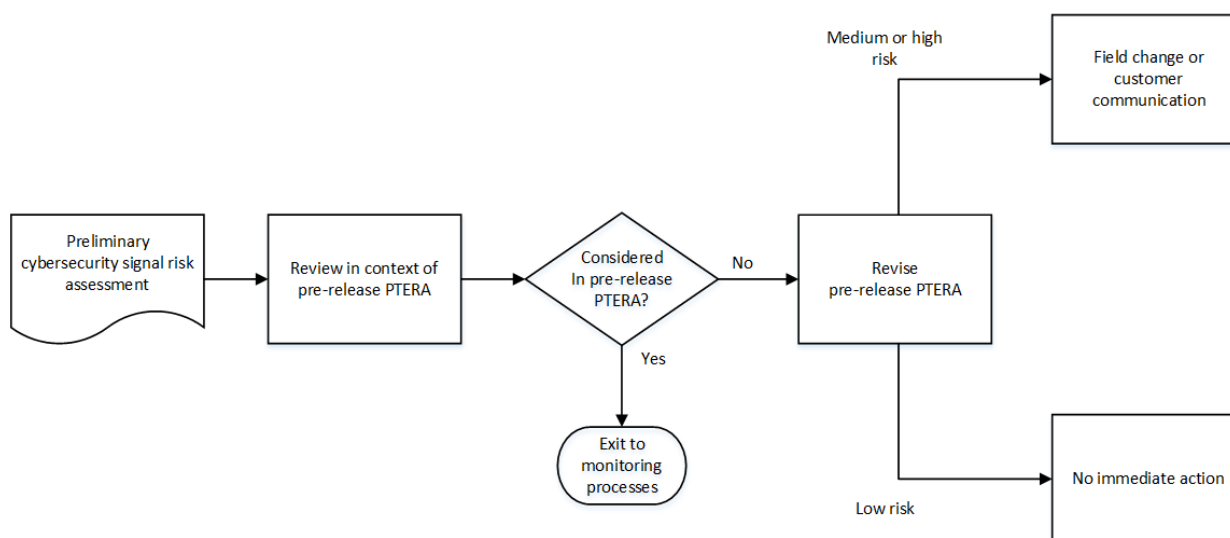 Preliminary
cybersecurity signal risk
assessment
Review in context of
pre-release PTERA
Considered
In pre-release
PTERA?
No
Yes
Exit to
monitoring
processes
Revise
pre-release PTERA
Medium or high
risk
Field change or
customer
communication
Low risk
No immediate action